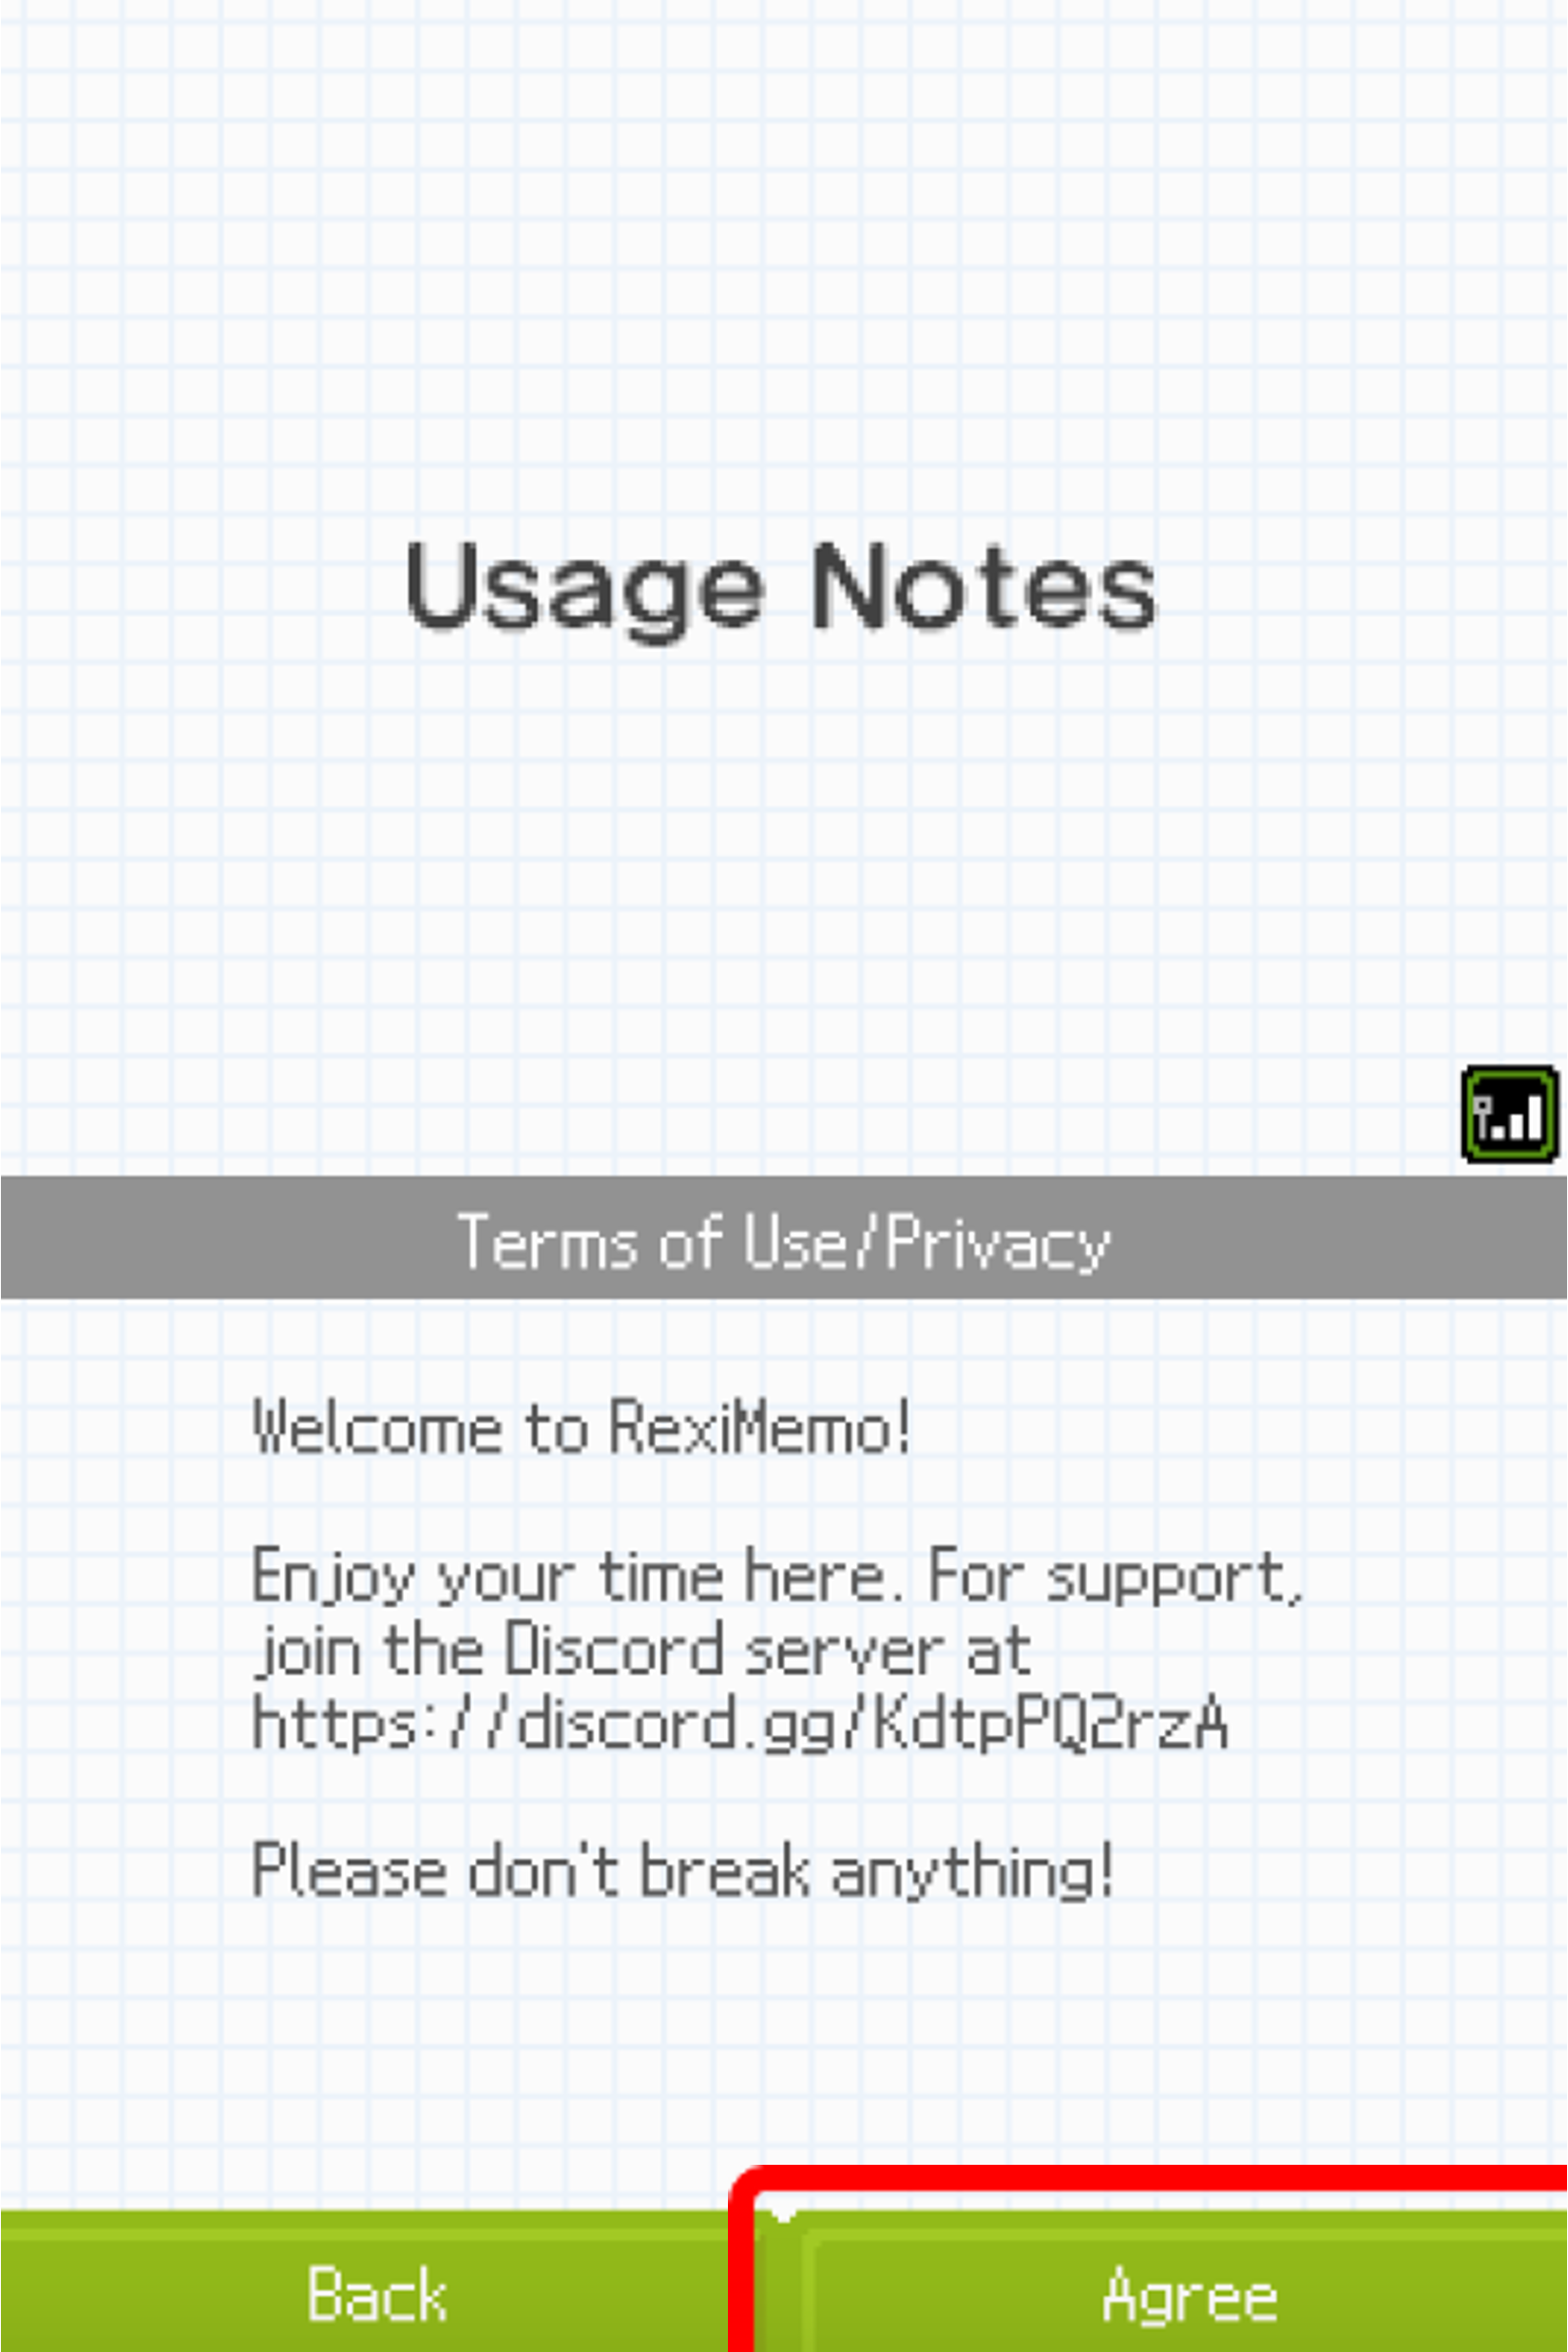 Usage Notes
Terms of Use/Privacy
Welcome to RexiMemo!
Enjoy your time here. For support,
join the Discord server at
https://discord.gg/KdtpPQ2rzA
Please don't break anything!
Back
Agree